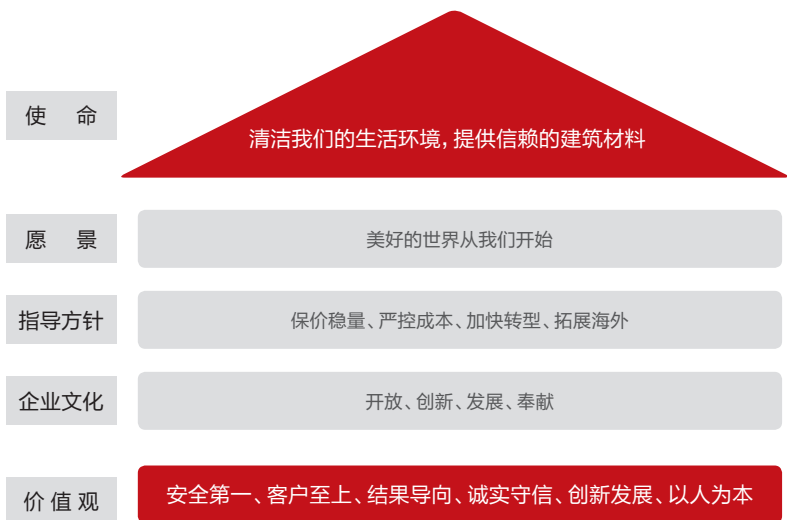 使命
清洁我们的生活环境，提供信赖的建筑材料
愿景
美好的世界从我们开始
指导方针
保价稳量、严控成本、加快转型、拓展海外
企业文化
开放、创新、发展、奉献
价值观
安全第一、客户至上、结果导向、诚实守信、创新发展、以人为本